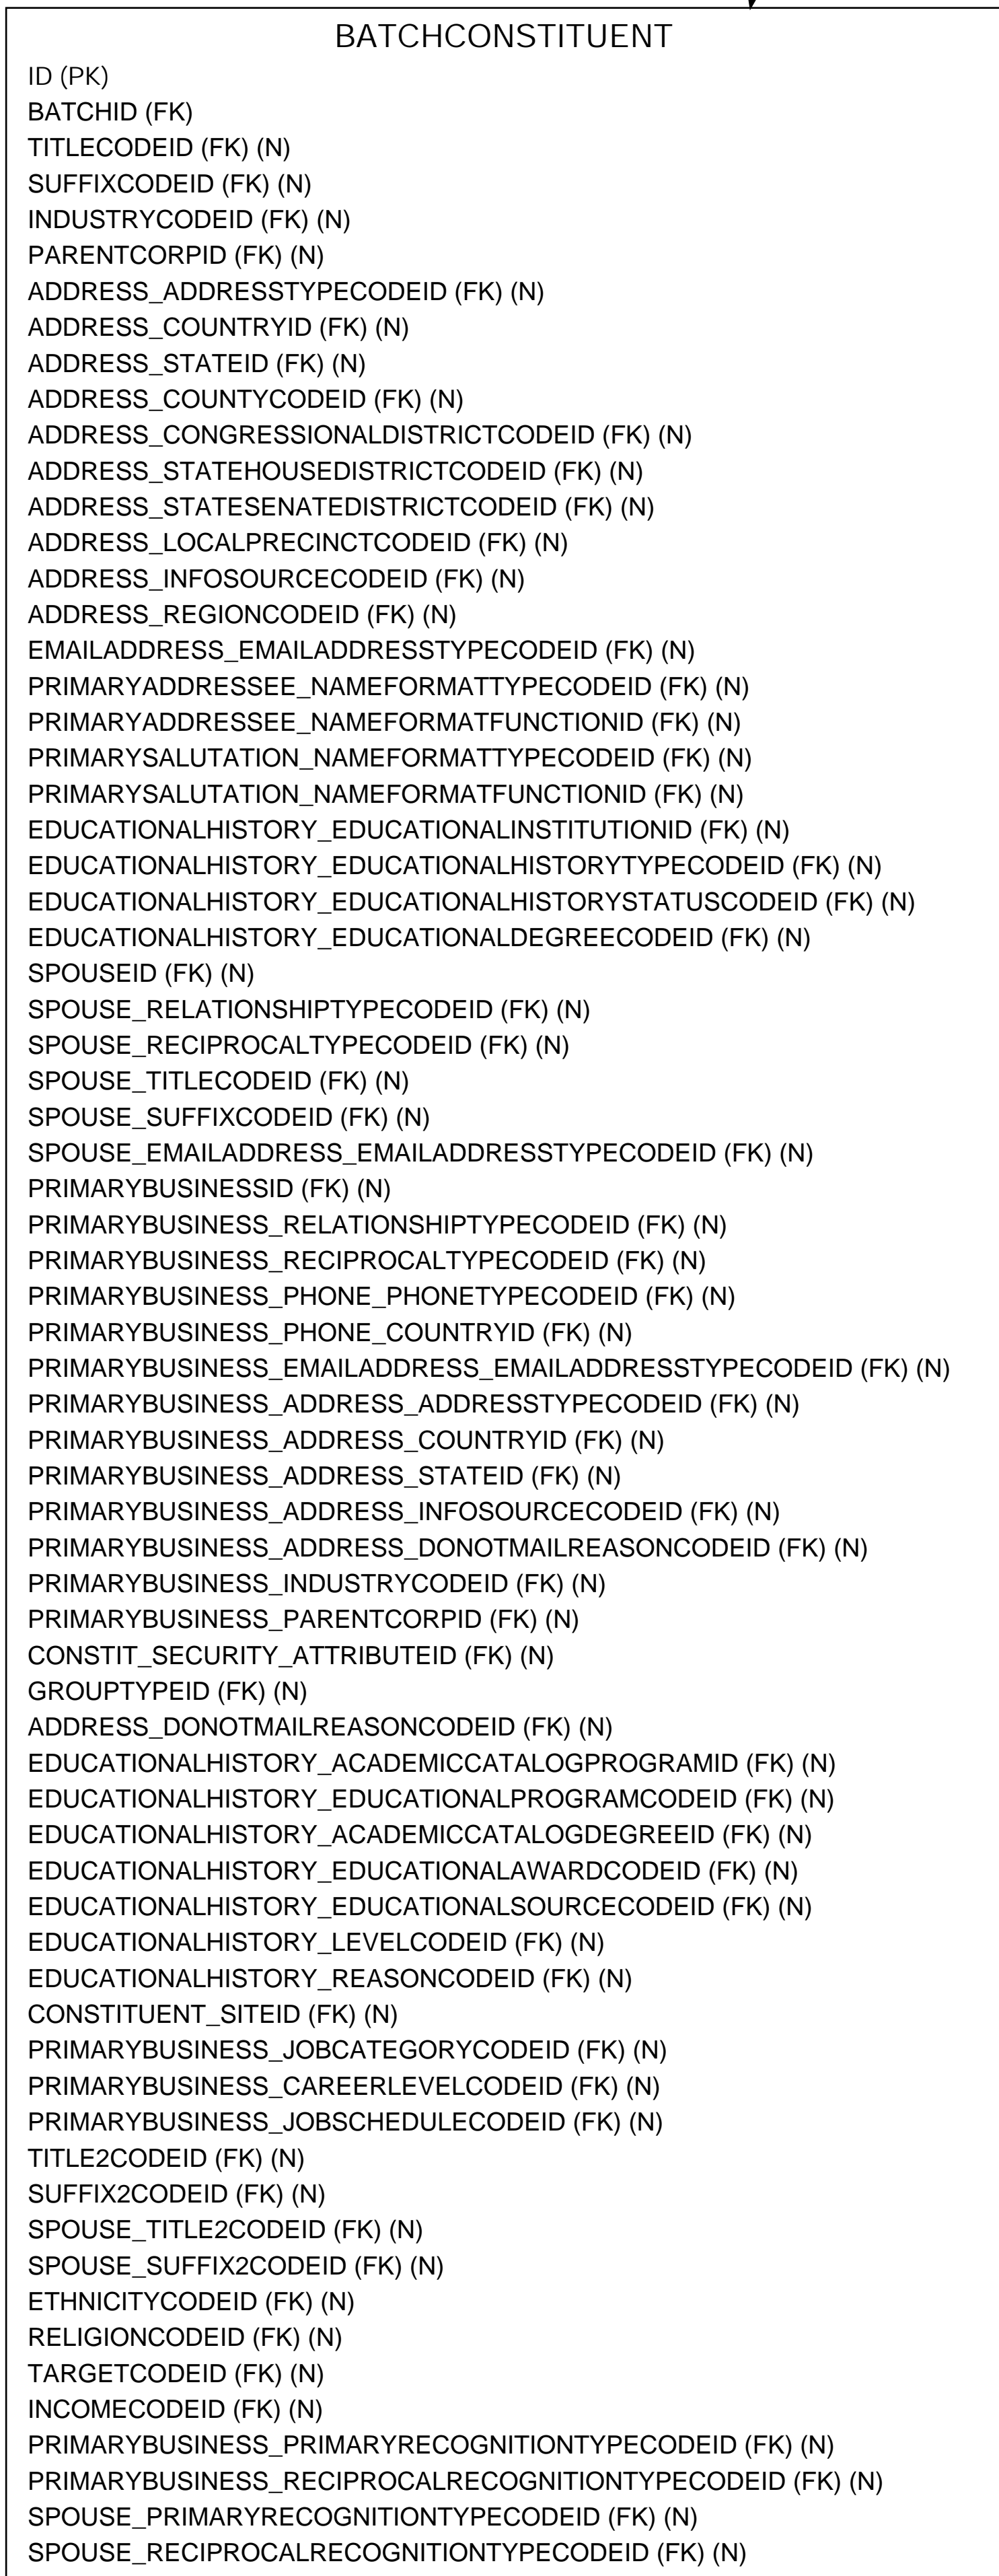 BATCHCONSTITUENT
ID (PK)
BATCHID (FK)
TITLECODEID (FK) (N)
SUFFIXCODEID (FK) (N)
INDUSTRYCODEID (FK) (N)
PARENTCORPID (FK) (N)
ADDRESS_ADDRESSTYPECODEID (FK) (N)
ADDRESS_COUNTRYID (FK) (N)
ADDRESS_STATEID (FK) (N)
ADDRESS_COUNTYCODEID (FK) (N)
ADDRESS_CONGRESSIONALDISTRICTCODEID (FK) (N)
ADDRESS_STATEHOUSEDISTRICTCODEID (FK) (N)
ADDRESS_STATESENATEDISTRICTCODEID (FK) (N)
ADDRESS_LOCALPRECINCTCODEID (FK) (N)
ADDRESS_INFOSOURCECODEID (FK) (N)
ADDRESS_REGIONCODEID (FK) (N)
EMAILADDRESS_EMAILADDRESSTYPECODEID (FK) (N)
PRIMARYADDRESSEE_NAMEFORMATTYPECODEID (FK) (N)
PRIMARYADDRESSEE_NAMEFORMATFUNCTIONID (FK) (N)
PRIMARYSALUTATION_NAMEFORMATTYPECODEID (FK) (N)
PRIMARYSALUTATION_NAMEFORMATFUNCTIONID (FK) (N)
EDUCATIONALHISTORY_EDUCATIONALINSTITUTIONID (FK) (N)
EDUCATIONALHISTORY_EDUCATIONALHISTORYTYPECODEID (FK) (N)
EDUCATIONALHISTORY_EDUCATIONALHISTORYSTATUSCODEID (FK) (N)
EDUCATIONALHISTORY_EDUCATIONALDEGREECODEID (FK) (N)
SPOUSEID (FK) (N)
SPOUSE_RELATIONSHIPTYPECODEID (FK) (N)
SPOUSE_RECIPROCALTYPECODEID (FK) (N)
SPOUSE_TITLECODEID (FK) (N)
SPOUSE_SUFFIXCODEID (FK) (N)
SPOUSE_EMAILADDRESS_EMAILADDRESSTYPECODEID (FK) (N)
PRIMARYBUSINESSID (FK) (N)
PRIMARYBUSINESS_RELATIONSHIPTYPECODEID (FK) (N)
PRIMARYBUSINESS_RECIPROCALTYPECODEID (FK) (N)
PRIMARYBUSINESS_PHONE_PHONETYPECODEID (FK) (N)
PRIMARYBUSINESS_PHONE_COUNTRYID (FK) (N)
PRIMARYBUSINESS_EMAILADDRESS_EMAILADDRESSTYPECODEID (FK) (N)
PRIMARYBUSINESS_ADDRESS_ADDRESSTYPECODEID (FK) (N)
PRIMARYBUSINESS_ADDRESS_COUNTRYID (FK) (N)
PRIMARYBUSINESS_ADDRESS_STATEID (FK) (N)
PRIMARYBUSINESS_ADDRESS_INFOSOURCECODEID (FK) (N)
PRIMARYBUSINESS_ADDRESS_DONOTMAILREASONCODEID (FK) (N)
PRIMARYBUSINESS_INDUSTRYCODEID (FK) (N)
PRIMARYBUSINESS_PARENTCORPID (FK) (N)
CONSTIT_SECURITY_ATTRIBUTEID (FK) (N)
GROUPTYPEID (FK) (N)
ADDRESS_DONOTMAILREASONCODEID (FK) (N)
EDUCATIONALHISTORY_ACADEMICCATALOGPROGRAMID (FK) (N)
EDUCATIONALHISTORY_EDUCATIONALPROGRAMCODEID (FK) (N)
EDUCATIONALHISTORY_ACADEMICCATALOGDEGREEID (FK) (N)
EDUCATIONALHISTORY_EDUCATIONALAWARDCODEID (FK) (N)
EDUCATIONALHISTORY_EDUCATIONALSOURCECODEID (FK) (N)
EDUCATIONALHISTORY_LEVELCODEID (FK) (N)
EDUCATIONALHISTORY_REASONCODEID (FK) (N)
CONSTITUENT_SITEID (FK) (N)
PRIMARYBUSINESS_JOBCATEGORYCODEID (FK) (N)
PRIMARYBUSINESS_CAREERLEVELCODEID (FK) (N)
PRIMARYBUSINESS_JOBSCHEDULECODEID (FK) (N)
TITLE2CODEID (FK) (N)
SUFFIX2CODEID (FK) (N)
SPOUSE_TITLE2CODEID (FK) (N)
SPOUSE_SUFFIX2CODEID (FK) (N)
ETHNICITYCODEID (FK) (N)
RELIGIONCODEID (FK) (N)
TARGETCODEID (FK) (N)
INCOMECODEID (FK) (N)
PRIMARYBUSINESS_PRIMARYRECOGNITIONTYPECODEID (FK) (N)
PRIMARYBUSINESS_RECIPROCALRECOGNITIONTYPECODEID (FK) (N)
SPOUSE_PRIMARYRECOGNITIONTYPECODEID (FK) (N)
SPOUSE_RECIPROCALRECOGNITIONTYPECODEID (FK) (N)